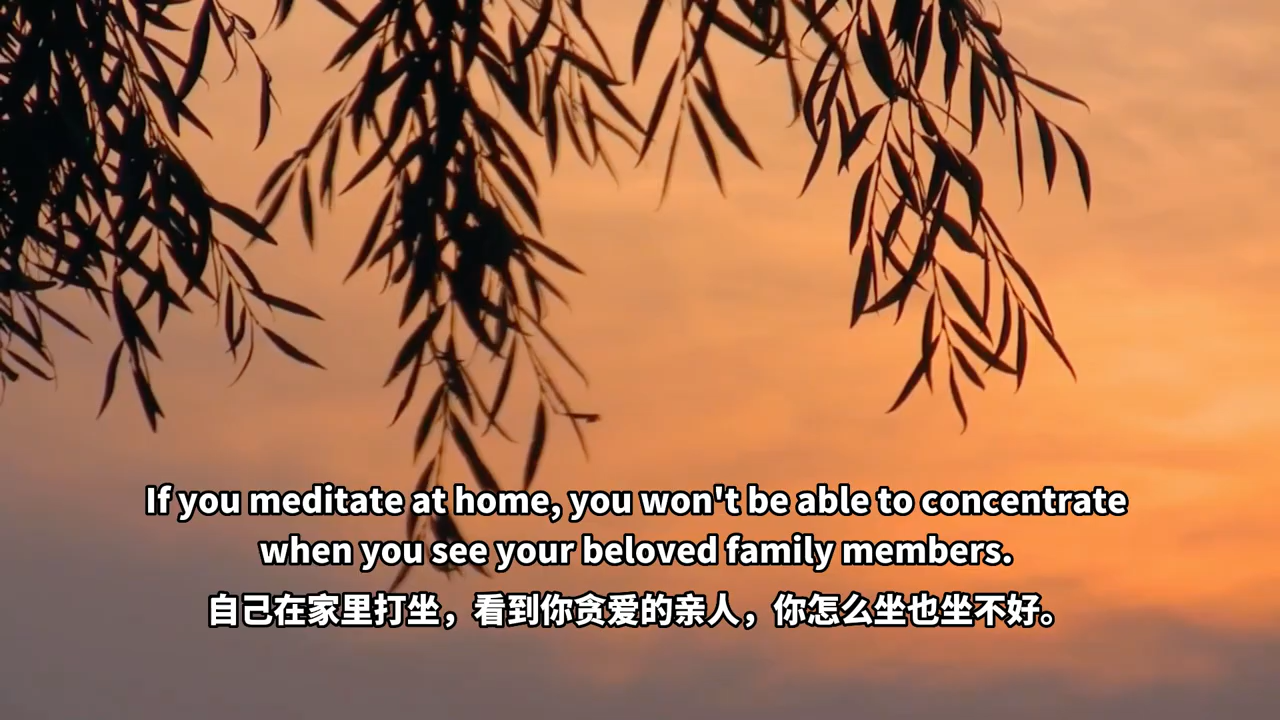 If you meditate at home, you won't be able to concentrate
when you see your beloved family members.
自己在家里打坐，看到你贪爱的亲人，你怎么坐也坐不好。